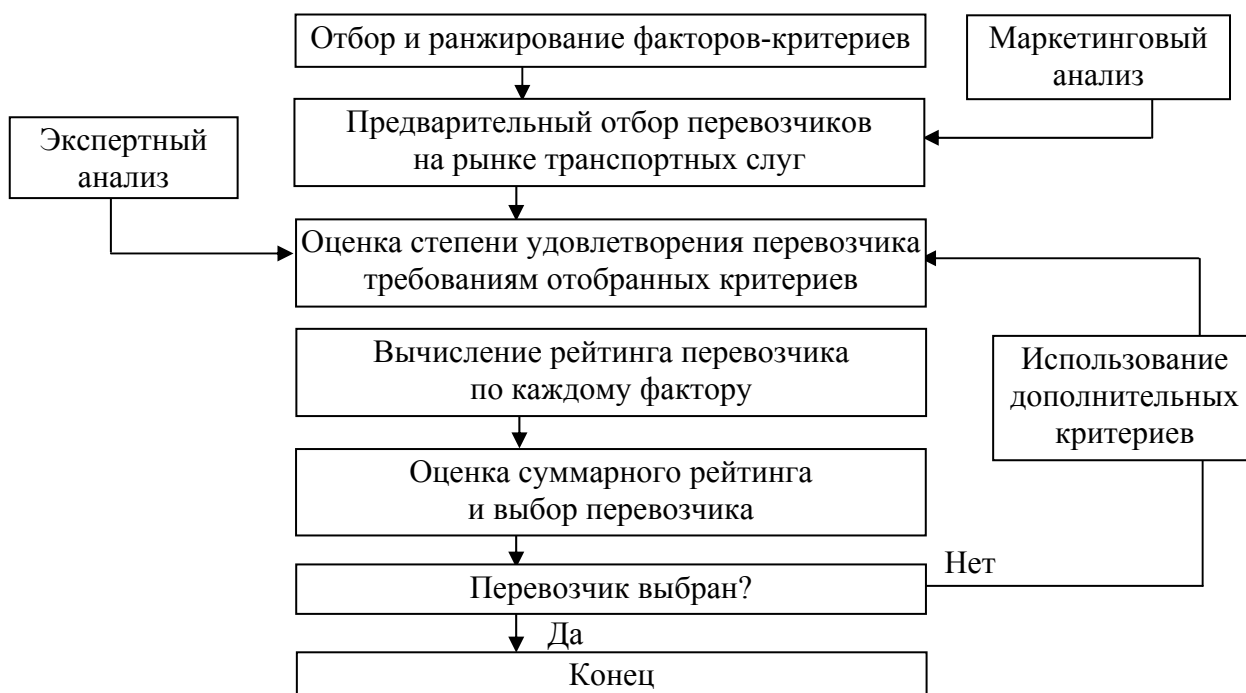 Отбор и ранжирование факторов-критериев
Маркетинговый
анализ
Предварительный отбор перевозчиков
на рынке транспортных слуг
Экспертный
анализ
Оценка степени удовлетворения перевозчика
требованиям отобранных критериев
Вычисление рейтинга перевозчика
по каждому фактору
Использование
дополнительных
критериев
Оценка суммарного рейтинга
и выбор перевозчика
Нет
Перевозчик выбран?
Да
Конец